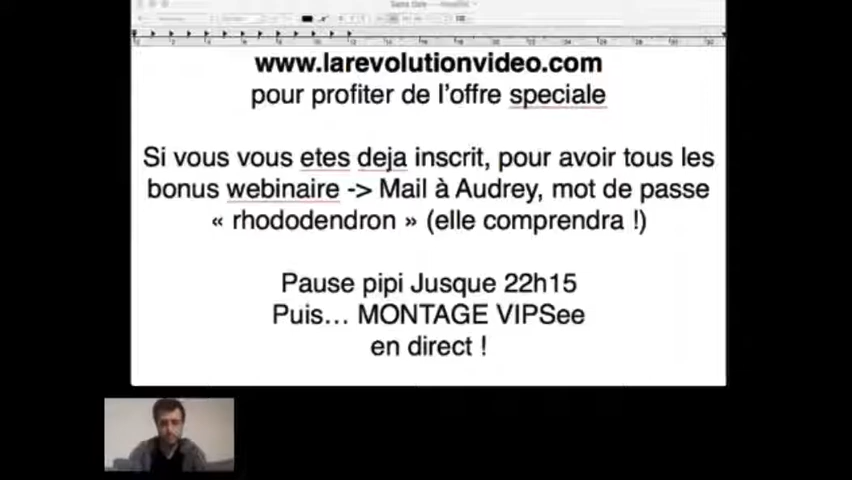 www.larevolutionvideo.com
pour profiter de l'offre speciale
Si vous vous etes deja inscrit, pour avoir tous les
bonus webinaire -> Mail à Audrey, mot de passe
« rhododendron » (elle comprendra !)
Pause pipi Jusque 22h15
Puis… MONTAGE VIPSee
en direct !